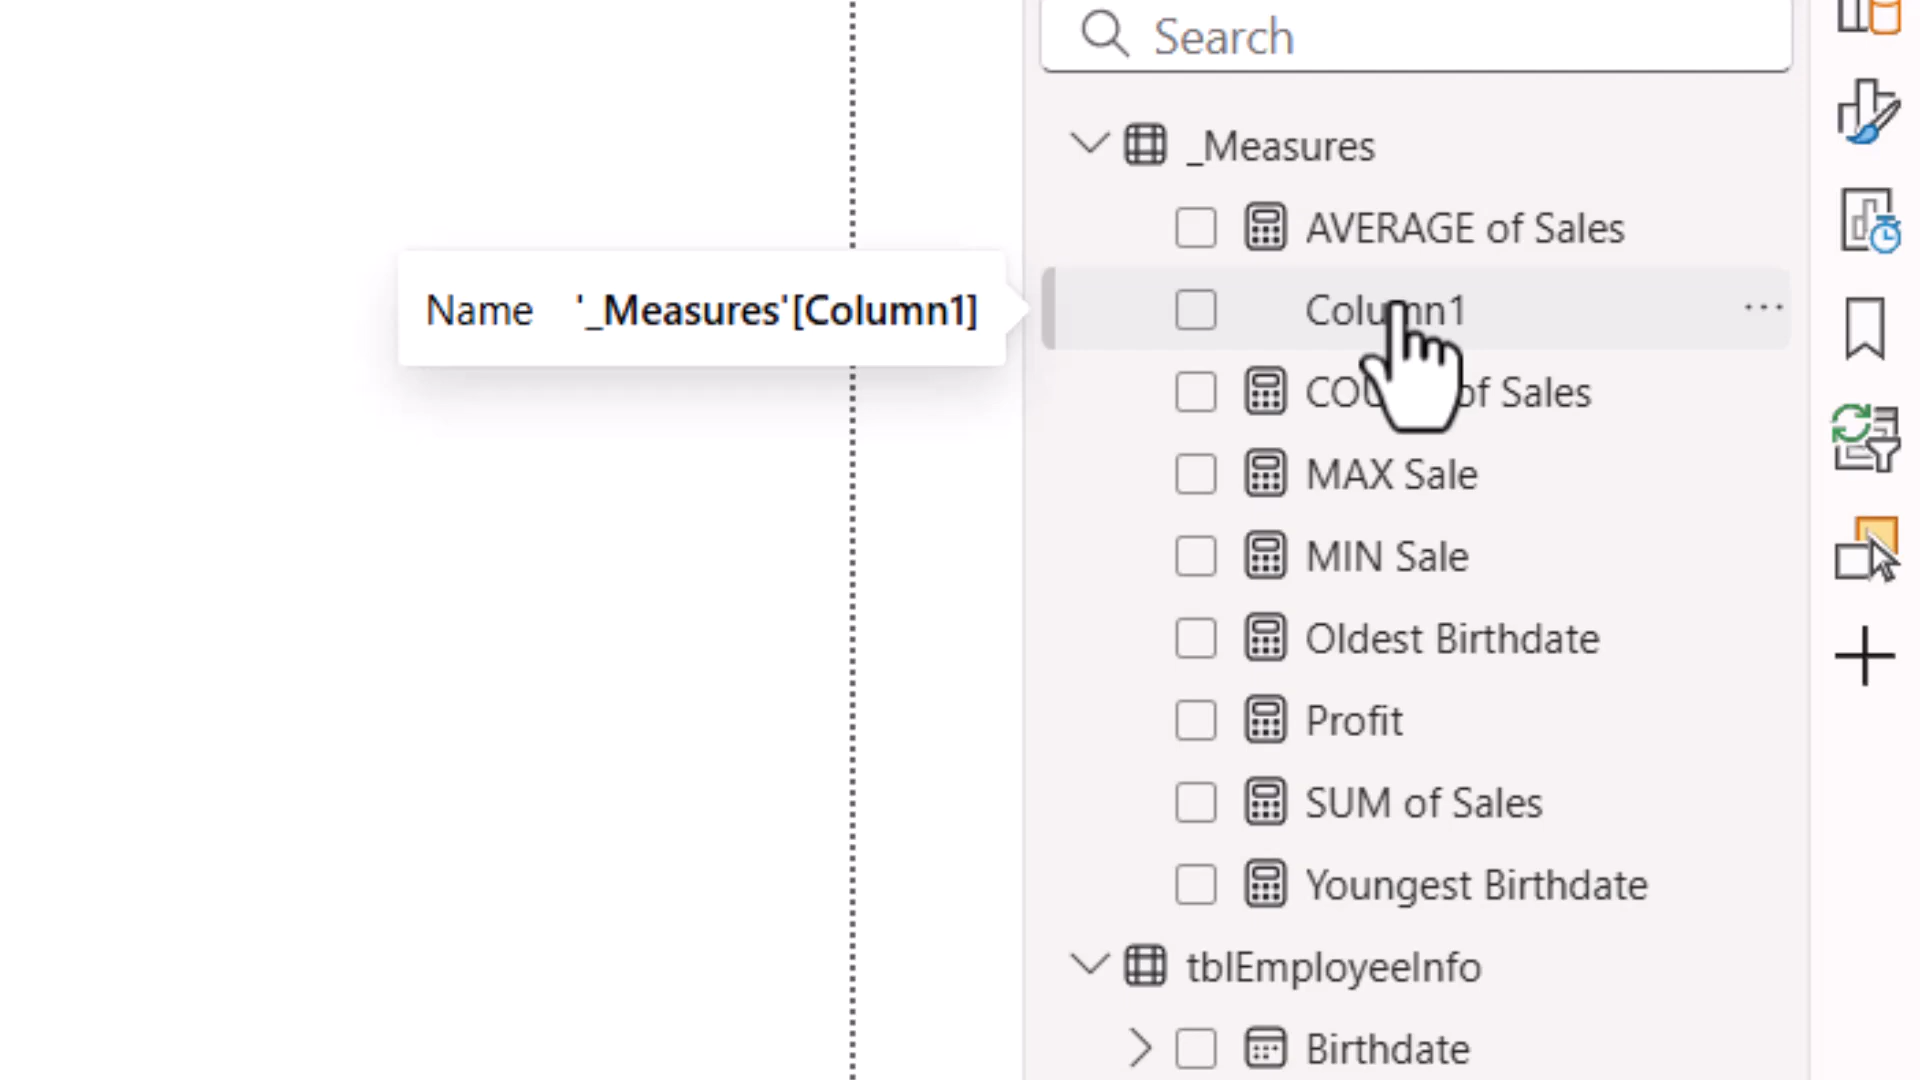 Search
_Measures
AVERAGE of Sales
Name '_Measures'[Column1]
Column1
of Sales
MAX Sale
MIN Sale
Oldest Birthdate
Profit
SUM of Sales
Youngest Birthdate
tblEmployeeInfo
Birthdate